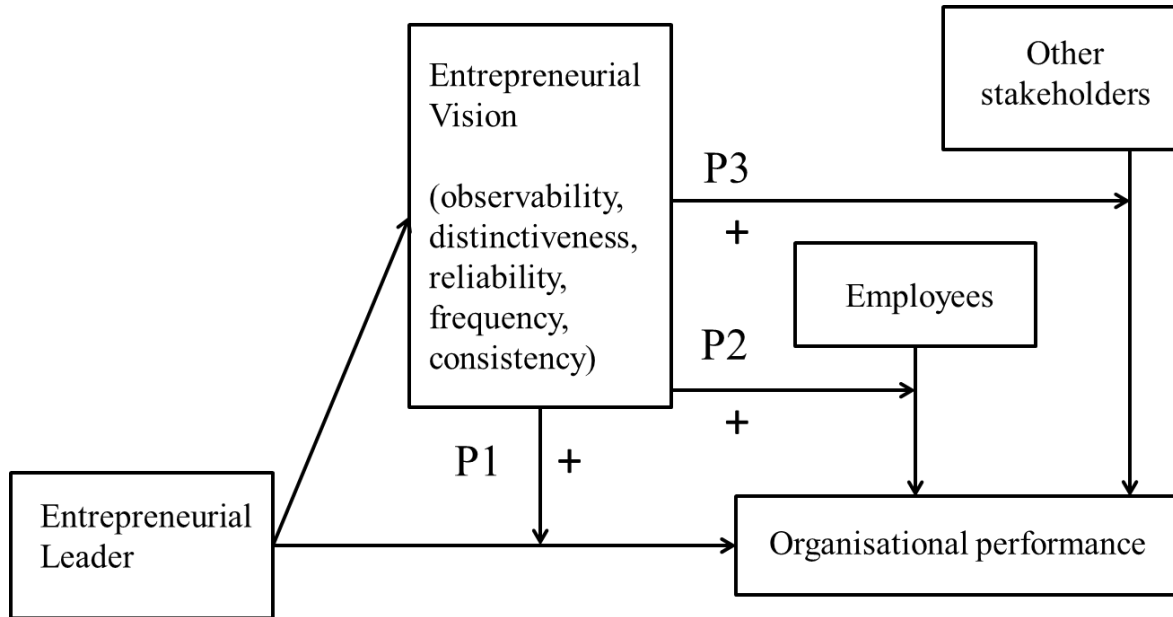 Other
stakeholders
Entrepreneurial
Vision
(observability,
distinctiveness,
reliability,
frequency,
consistency)
P3
+
Employees
P2
+
P1 +
Entrepreneurial
Leader
Organisational performance